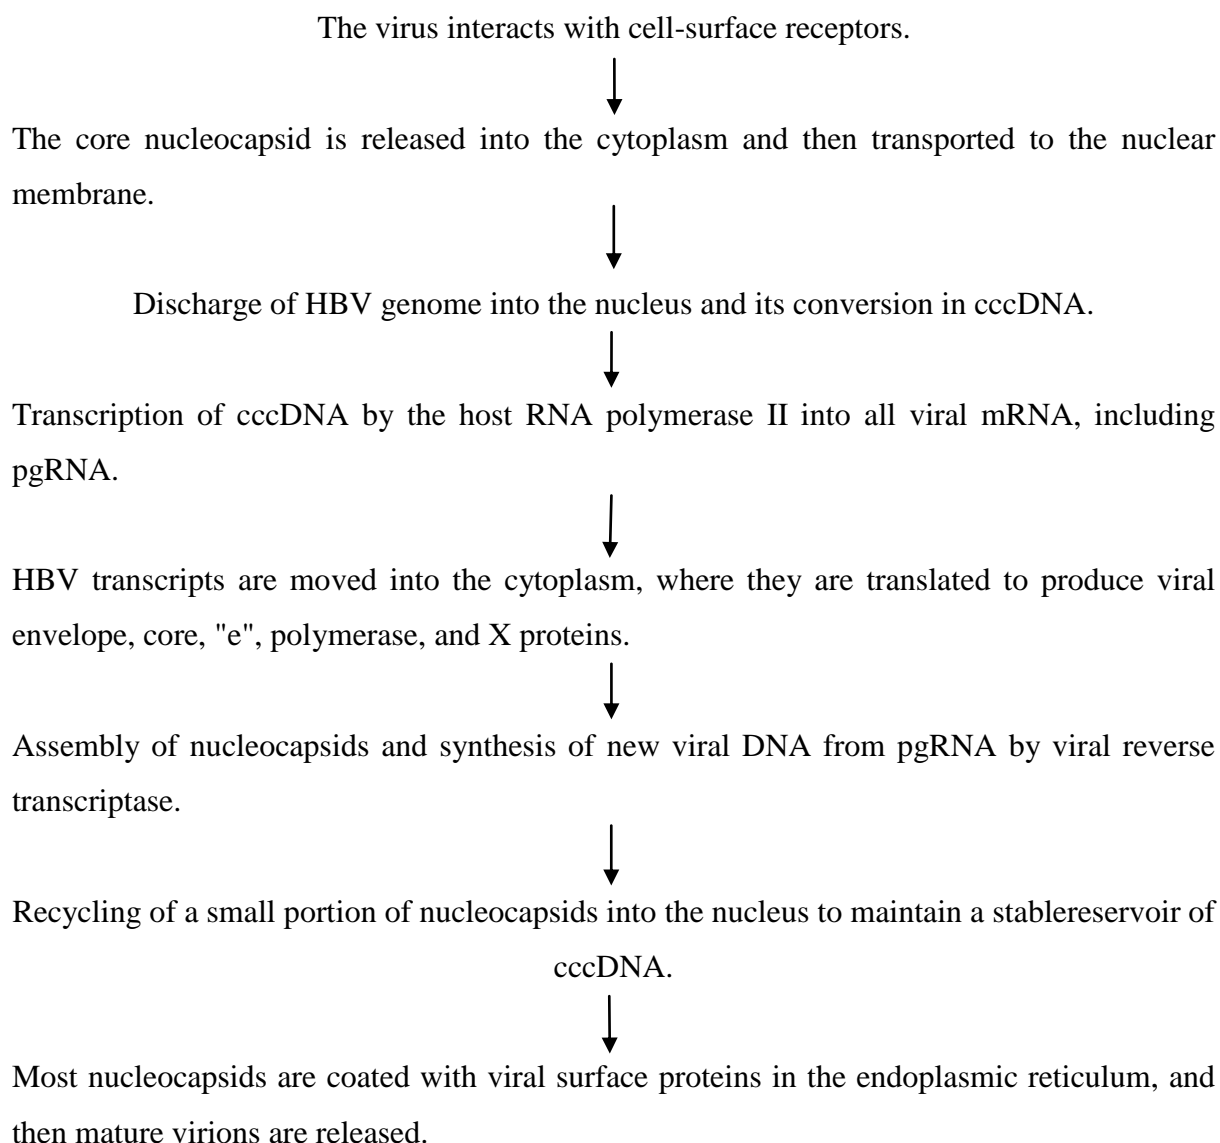 The virus interacts with cell-surface receptors.
The core nucleocapsid is released into the cytoplasm and then transported to the nuclear
membrane.
Discharge of HBV genome into the nucleus and its conversion in cccDNA.
Transcription of cccDNA by the host RNA polymerase II into all viral mRNA, including
pgRNA.
HBV transcripts are moved into the cytoplasm, where they are translated to produce viral
envelope, core, "e", polymerase, and X proteins.
Assembly of nucleocapsids and synthesis of new viral DNA from pgRNA by viral reverse
transcriptase.
Recycling of a small portion of nucleocapsids into the nucleus to maintain a stablereservoir of
cccDNA.
Most nucleocapsids are coated with viral surface proteins in the endoplasmic reticulum, and
then mature virions are released.